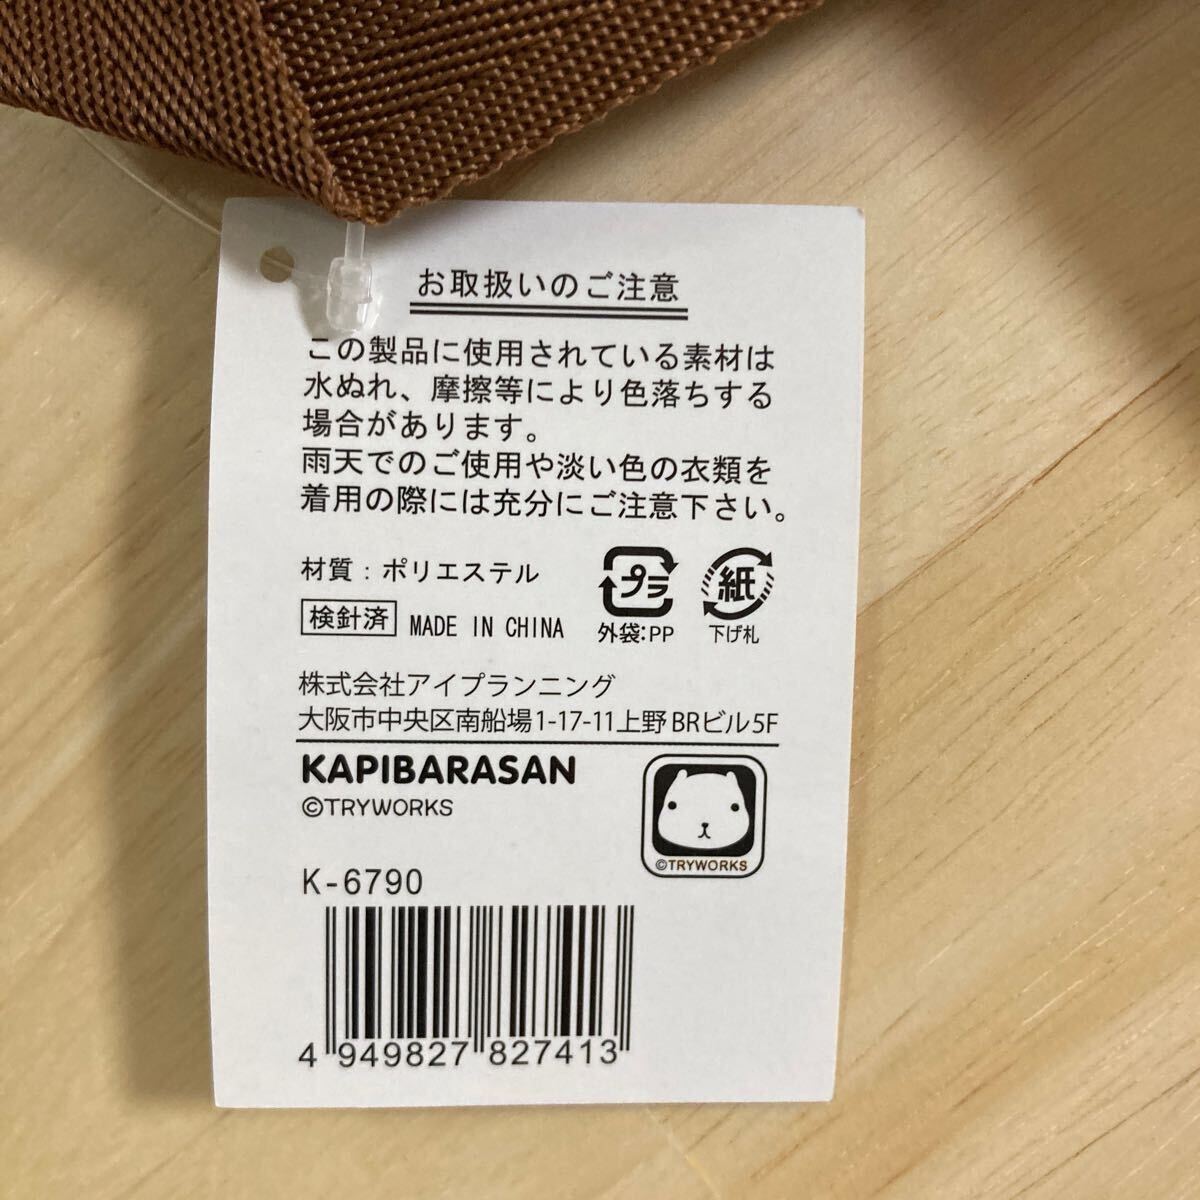 お取扱いのご注意
この製品に使用されている素材は
水ぬれ、摩擦等により色落ちする
場合があります。
雨天でのご使用や淡い色の衣類を
着用の際には充分にご注意下さい。
材質：ポリエステル
検針済 MADE IN CHINA
プラ
外袋:PP
紙
下げ札
株式会社アイプランニング
大阪市中央区南船場1-17-11上野BRビル5F
KAPIBARASAN
©TRYWORKS
©TRYWORKS
K-6790
4 949827 827413